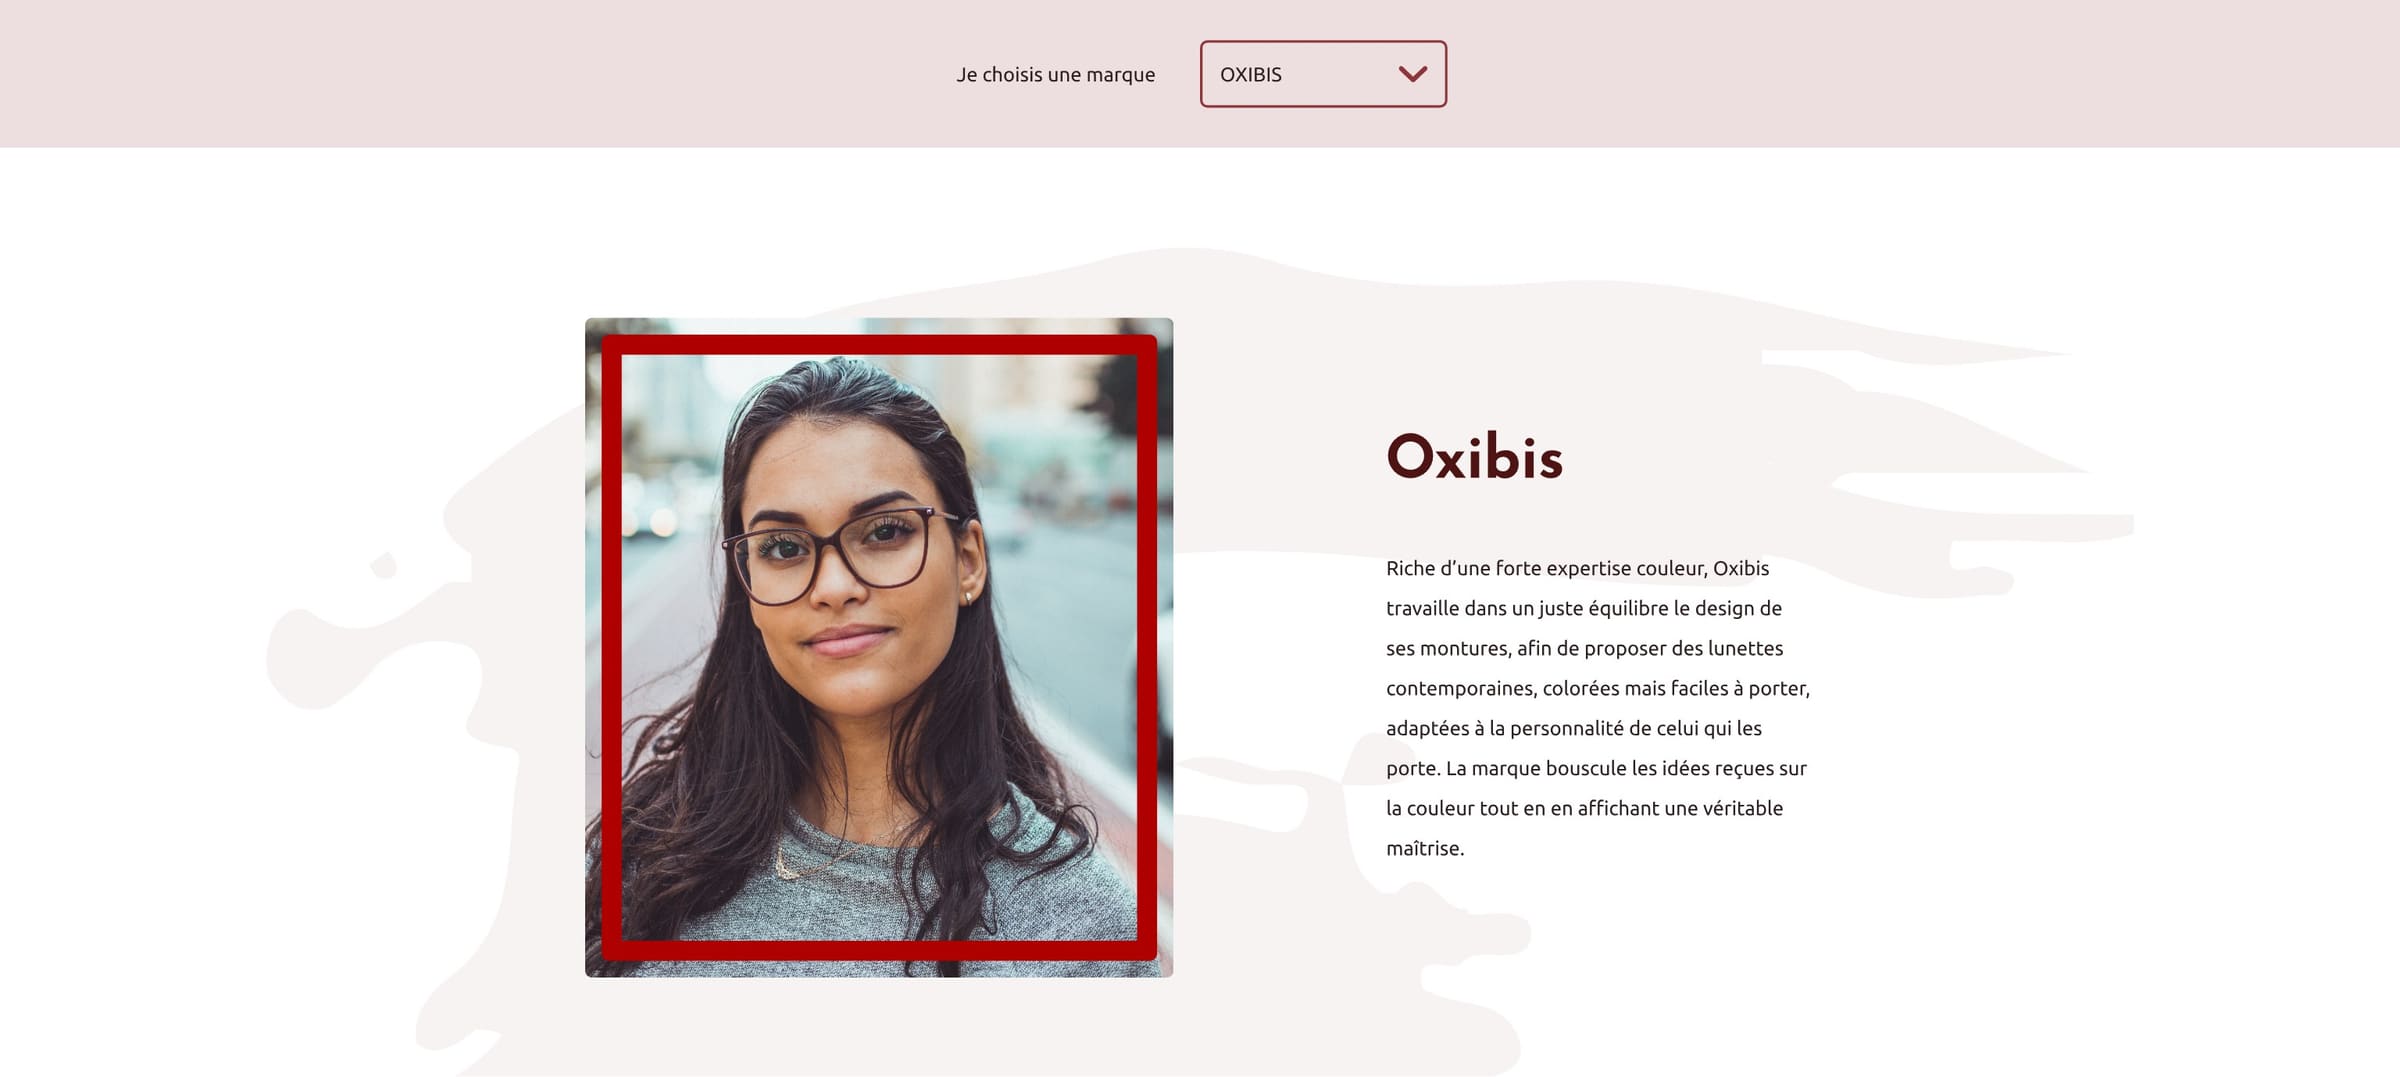 Je choisis une marque
OXIBIS
Oxibis
Riche d’une forte expertise couleur, Oxibis
travaille dans un juste équilibre le design de
ses montures, afin de proposer des lunettes
contemporaines, colorées mais faciles à porter,
adaptées à la personnalité de celui qui les
porte. La marque bouscule les idées reçues sur
la couleur tout en en affichant une véritable
maîtrise.